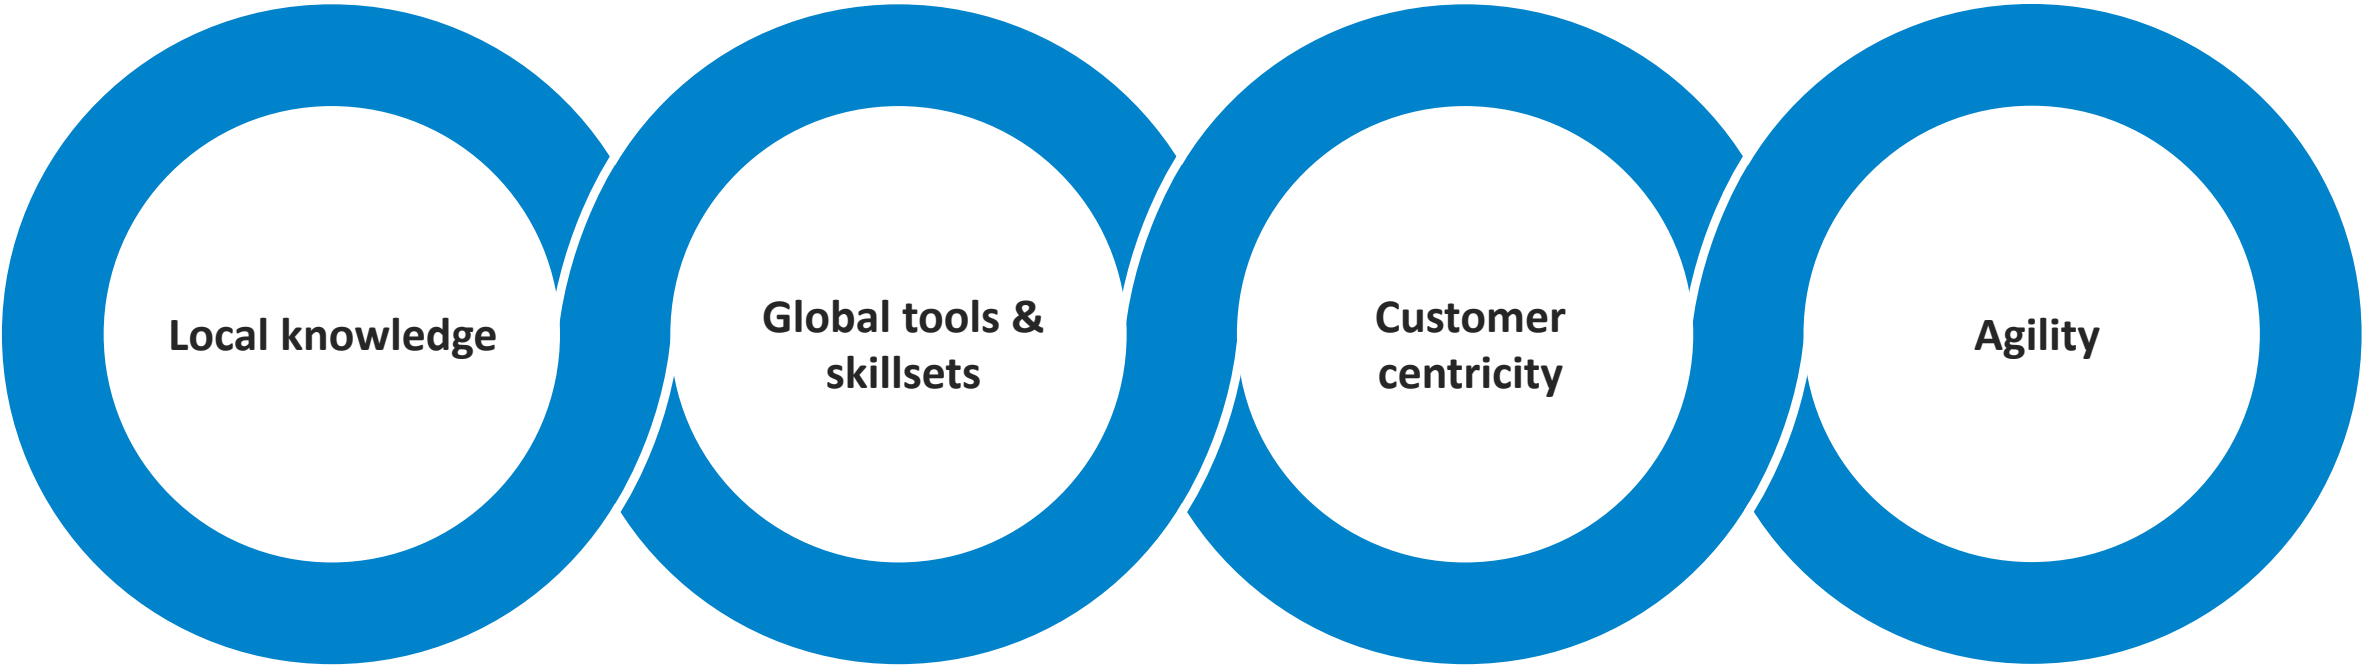 Local knowledge
Global tools &
skillsets
Customer
centricity
Agility